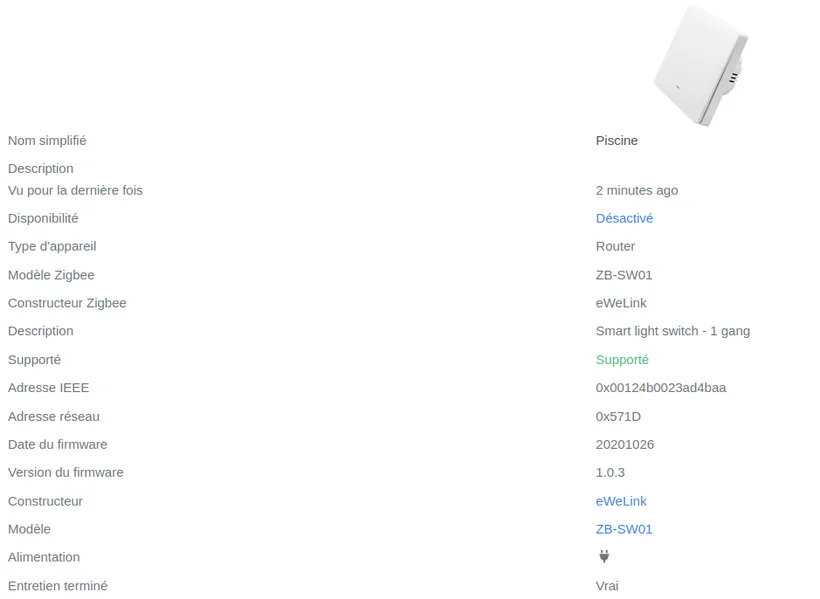 Nom simplifié Piscine
Description
Vu pour la dernière fois 2 minutes ago
Disponibilité Désactivé
Type d'appareil Router
Modèle Zigbee ZB-SW01
Constructeur Zigbee eWeLink
Description Smart light switch - 1 gang
Supporté Supporté
Adresse IEEE 0x00124b0023ad4baa
Adresse réseau 0x571D
Date du firmware 20201026
Version du firmware 1.0.3
Constructeur eWeLink
Modèle ZB-SW01
Alimentation
Entretien terminé Vrai